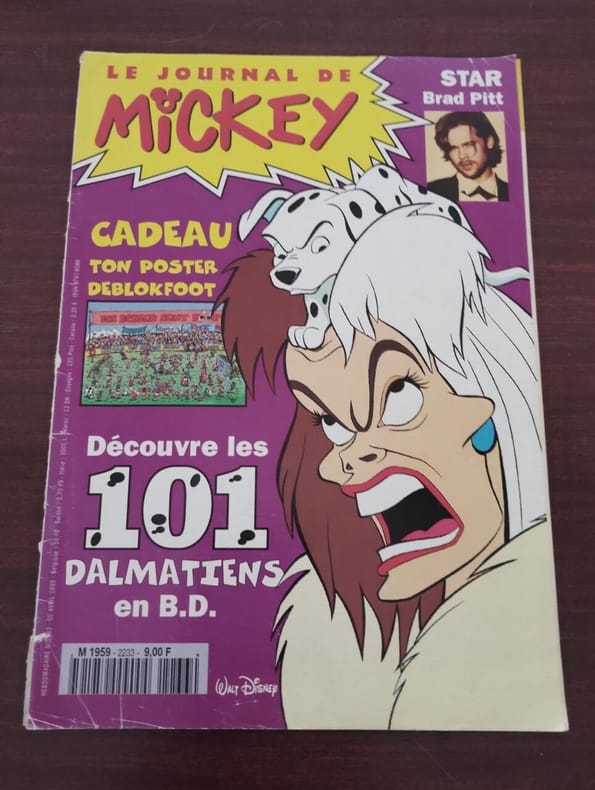 LE JOURNAL DE
MICKEY
STAR
Brad Pitt
CADEAU
TON POSTER
DEBLOKFOOT
Découvre les
101
DALMATIENS
en B.D.
M 1959 - 2233 - 9,00 F
WALT DISNEY